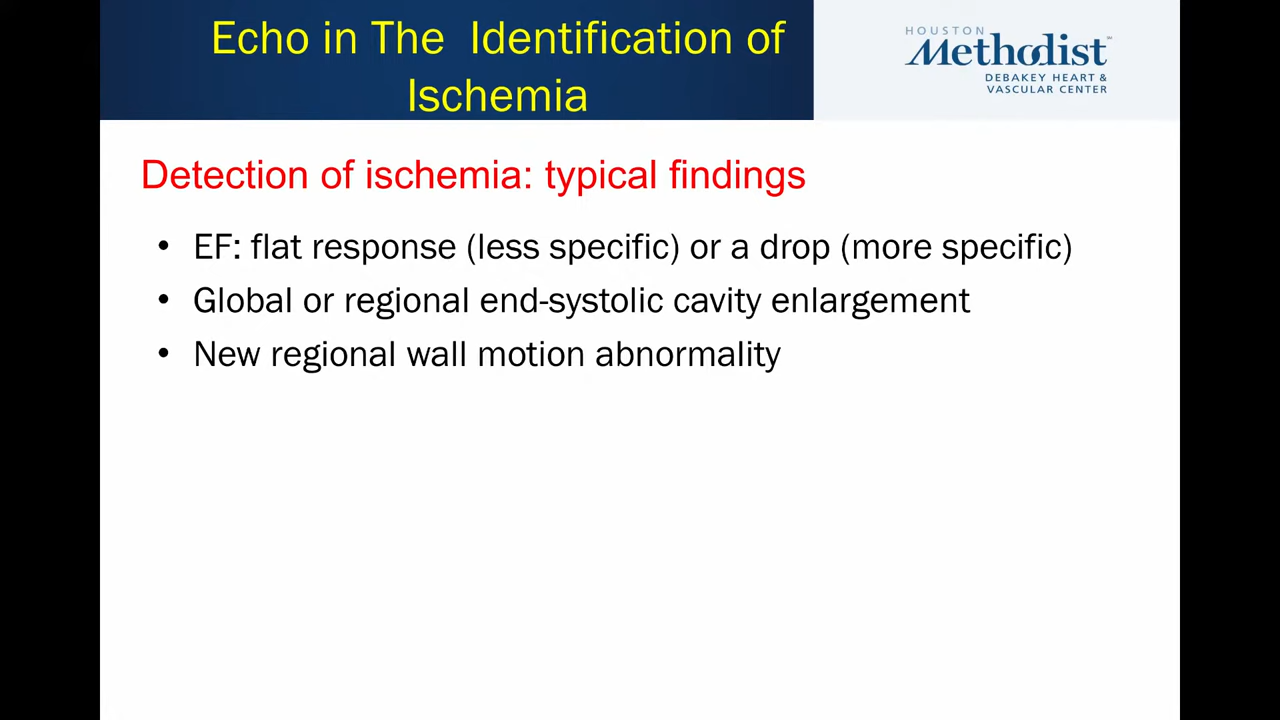 Echo in The Identification of
Ischemia
HOUSTON
Methodist
DEBAKEY HEART &
VASCULAR CENTER
Detection of ischemia: typical findings
• EF: flat response (less specific) or a drop (more specific)
• Global or regional end-systolic cavity enlargement
• New regional wall motion abnormality